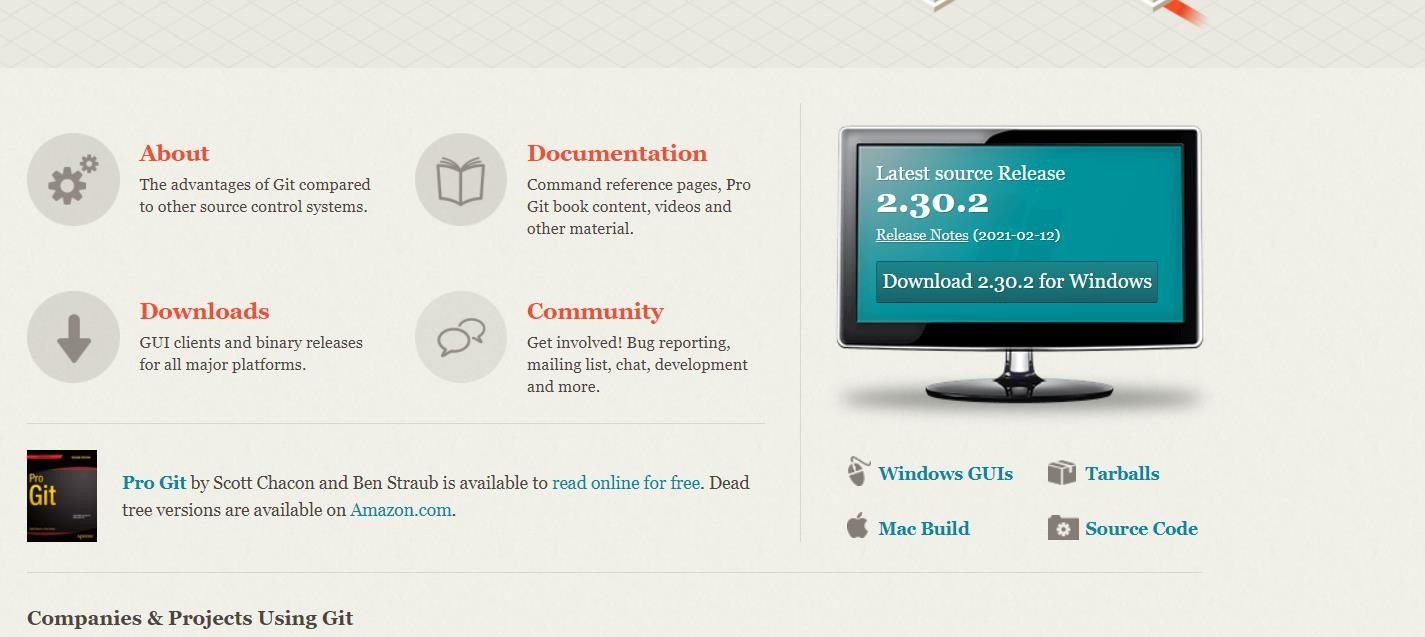 About
The advantages of Git compared
to other source control systems.
Documentation
Command reference pages, Pro
Git book content, videos and
other material.
Downloads
GUI clients and binary releases
for all major platforms.
Community
Get involved! Bug reporting,
mailing list, chat, development
and more.
Pro
Git
Pro Git by Scott Chacon and Ben Straub is available to read online for free. Dead
tree versions are available on Amazon.com.
Latest source Release
2.30.2
Release Notes (2021-02-12)
Download 2.30.2 for Windows
Windows GUIs
Tarballs
Mac Build
Source Code
Companies & Projects Using Git